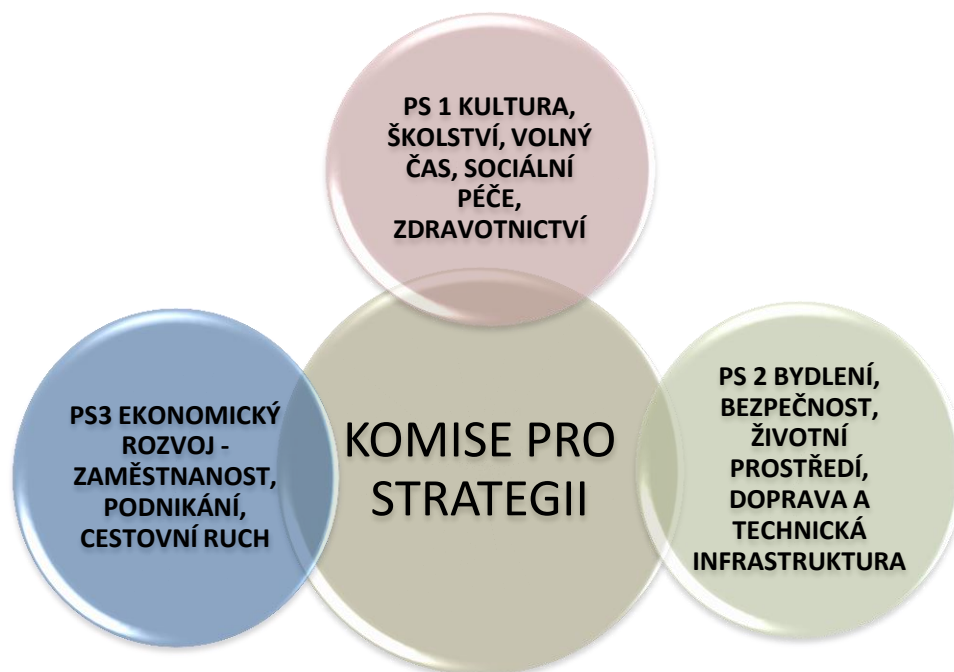 PS 1 KULTURA,
ŠKOLSTVÍ, VOLNÝ
ČAS, SOCIÁLNÍ
PÉČE,
ZDRAVOTNICTVÍ
PS3 EKONOMICKÝ
ROZVOJ -
ZAMĚSTNANOST,
PODNIKÁNÍ,
CESTOVNÍ RUCH
KOMISE PRO
STRATEGII
PS 2 BYDLENÍ,
BEZPEČNOST,
ŽIVOTNÍ
PROSTŘEDÍ,
DOPRAVA A
TECHNICKÁ
INFRASTRUKTURA